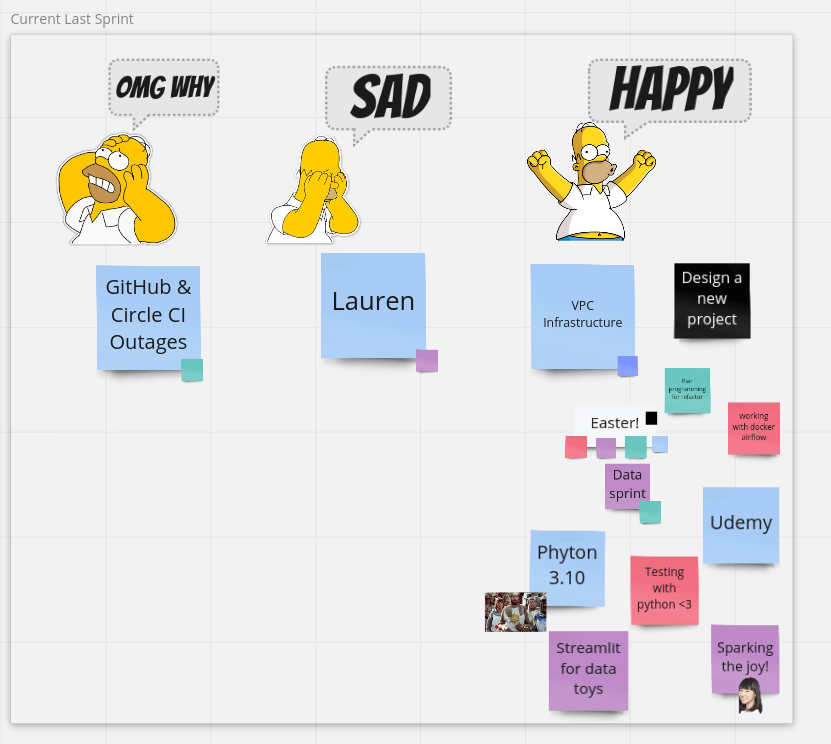 Current Last Sprint
OMG WHY
SAD
HAPPY
GitHub &
Circle CI
Outages
Lauren
VPC
Infrastructure
Design a
new
project
Pair
programming
for refactor
Easter!
working
with docker
airflow
Data
sprint
Udemy
Phyton
3.10
Testing
with
python <3
Streamlit
for data
toys
Sparking
the joy!